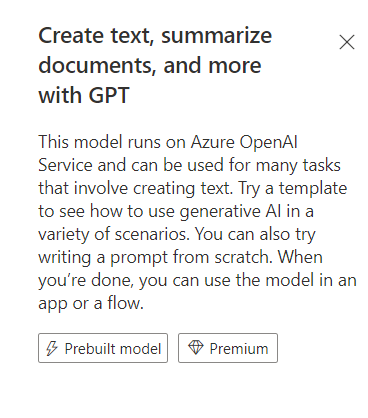 Create text, summarize
documents, and more
with GPT
This model runs on Azure OpenAI
Service and can be used for many tasks
that involve creating text. Try a template
to see how to use generative AI in a
variety of scenarios. You can also try
writing a prompt from scratch. When
you’re done, you can use the model in an
app or a flow.
Prebuilt model
Premium